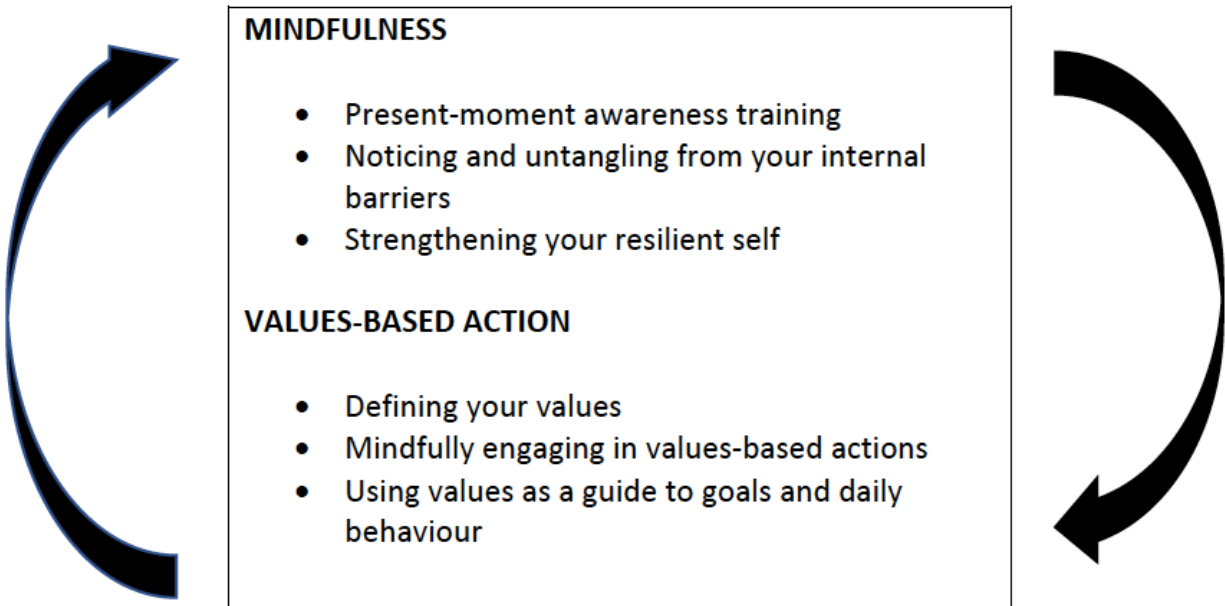 MINDFULNESS
• Present-moment awareness training
• Noticing and untangling from your internal
barriers
• Strengthening your resilient self
VALUES-BASED ACTION
• Defining your values
• Mindfully engaging in values-based actions
• Using values as a guide to goals and daily
behaviour